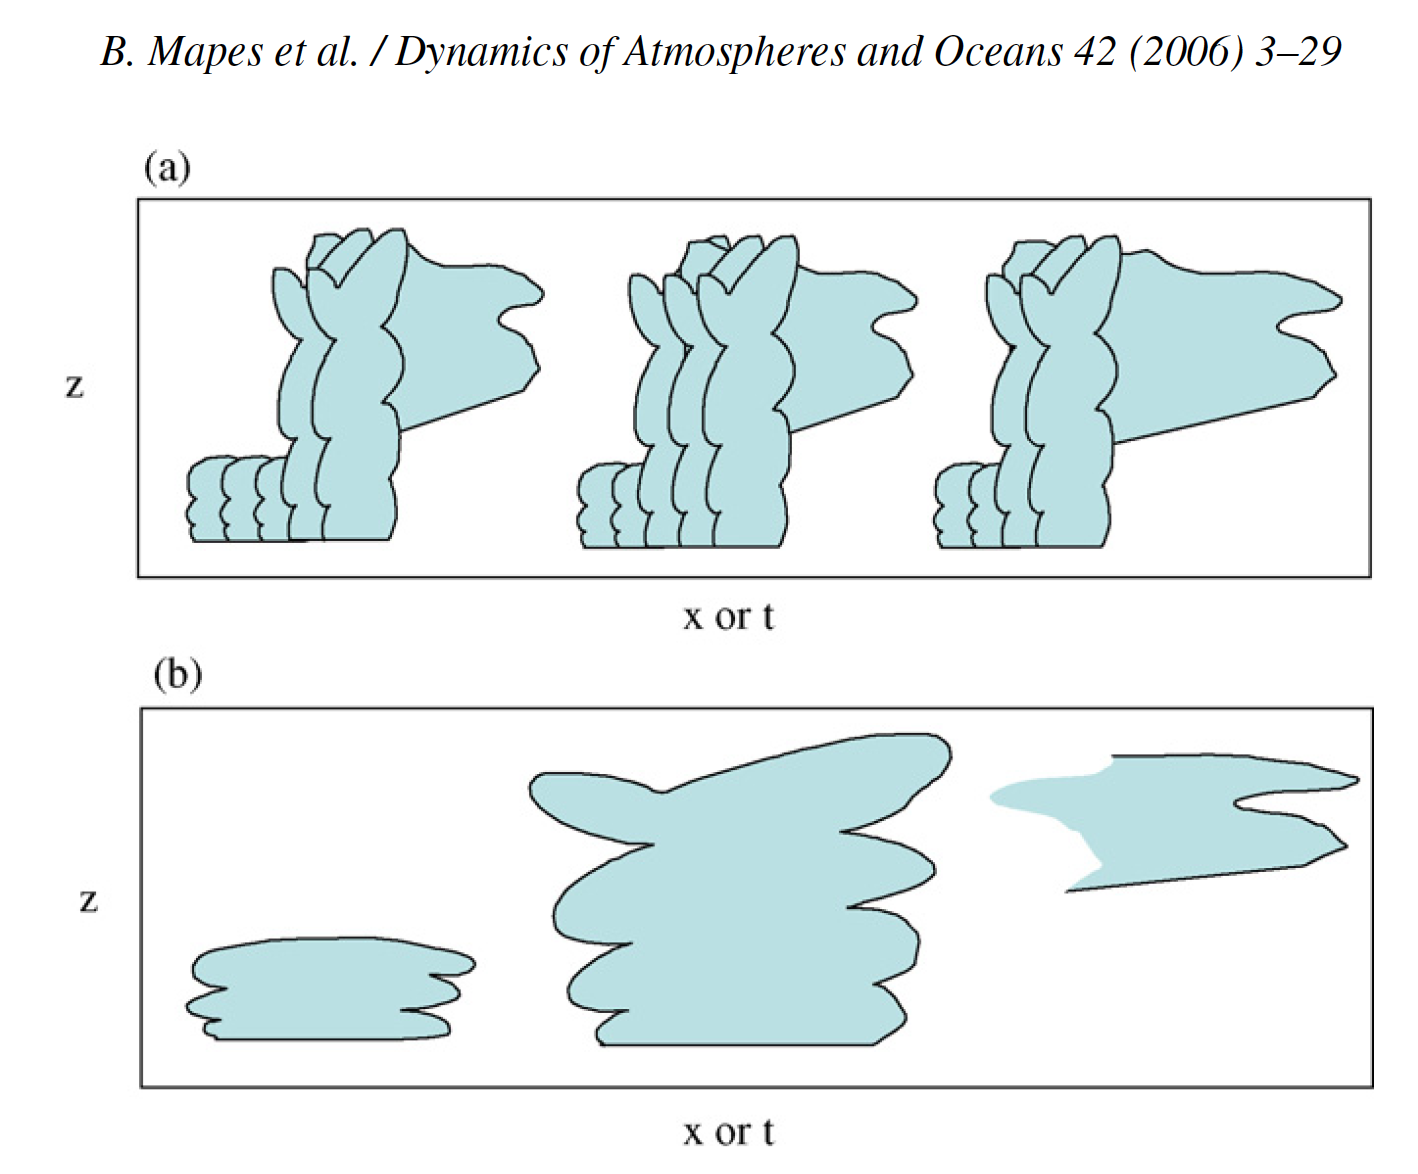 B. Mapes et al. / Dynamics of Atmospheres and Oceans 42 (2006) 3–29
(a)
z
x or t
(b)
z
x or t